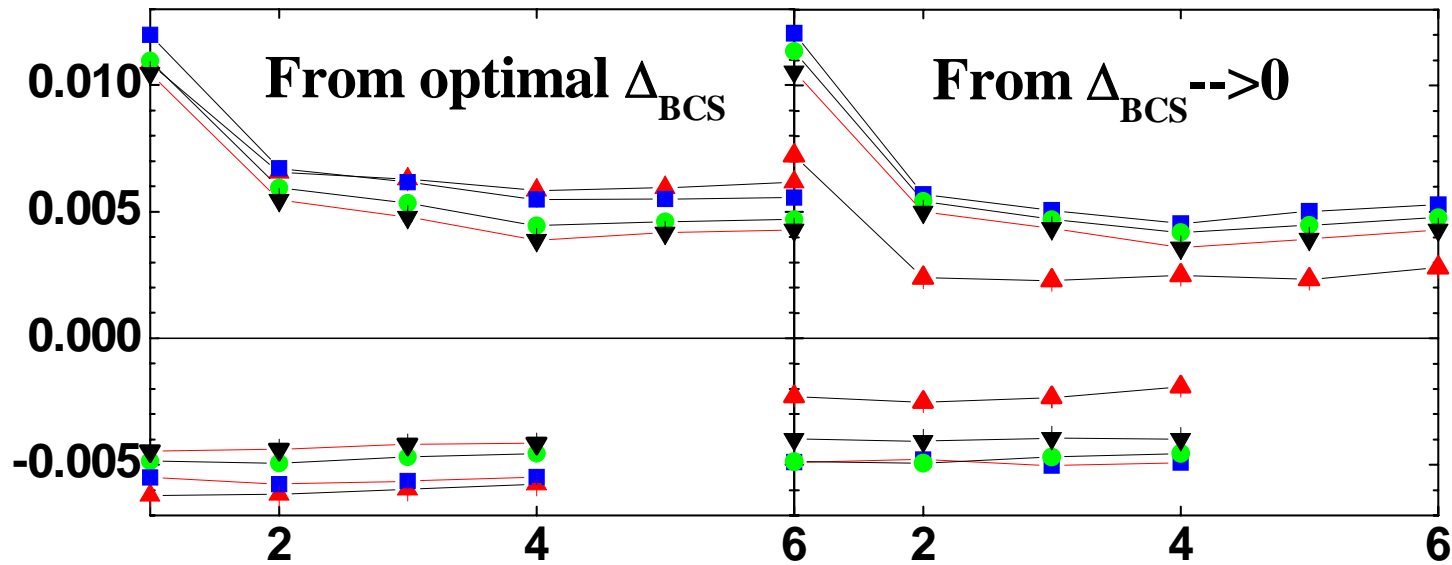 From optimal Δ_BCS
From Δ_BCS-->0
0.010
0.005
0.000
-0.005
2 4 6 2 4 6